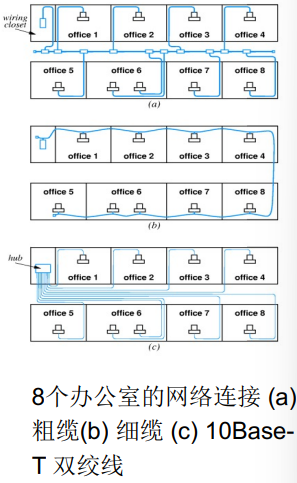 wiring
closet
office 1 office 2 office 3 office 4
office 5 office 6 office 7 office 8
(a)
office 1 office 2 office 3 office 4
office 5 office 6 office 7 office 8
(b)
hub
office 1 office 2 office 3 office 4
office 5 office 6 office 7 office 8
(c)
8个办公室的网络连接 (a)
粗缆(b) 细缆 (c) 10Base-
T 双绞线